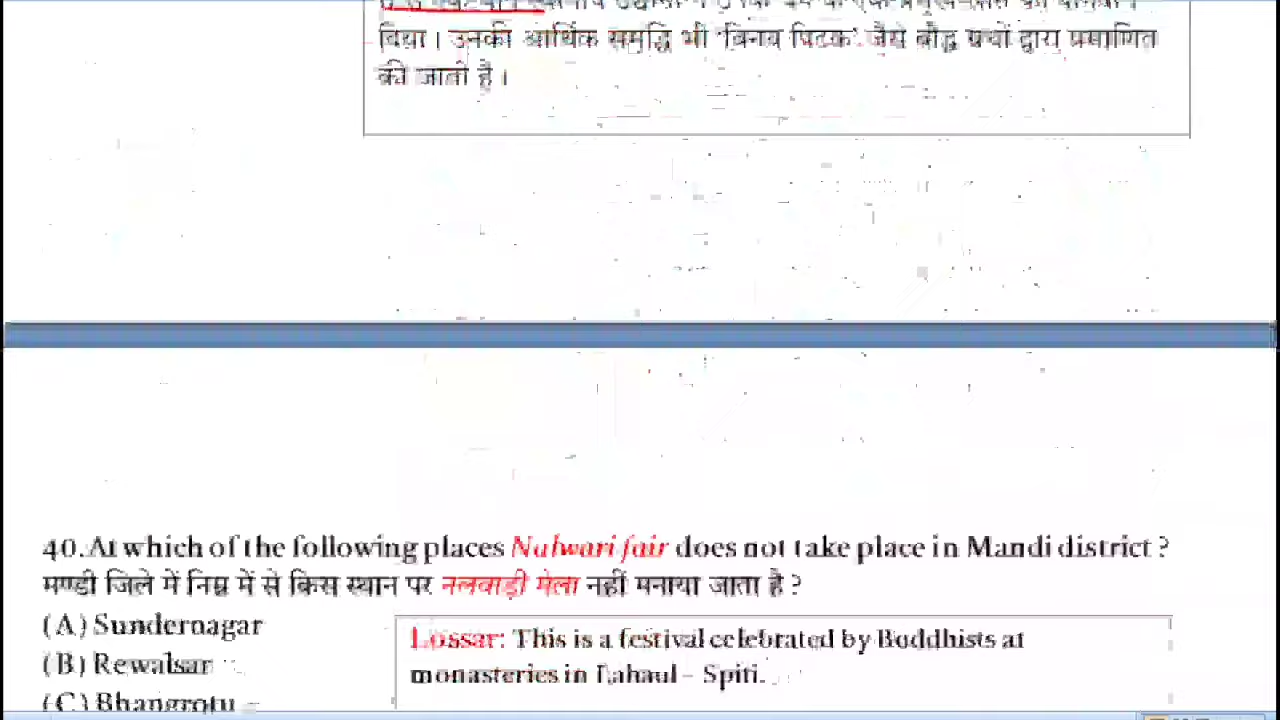 दिया। उनकी आर्थिक समृद्धि भी 'विनय पिटक' जैसे बौद्ध ग्रंथों द्वारा प्रमाणित
की जाती है।
40.At which of the following places Nalwari fair does not take place in Mandi district ?
मण्डी जिले में निम्न में से किस स्थान पर नलवाड़ी मेला नहीं मनाया जाता है ?
(A) Sundernagar
(B) Rewalsar
(C) Bhangrotu
Lossar: This is a festival celebrated by Buddhists at
monasteries in Lahaul – Spiti.